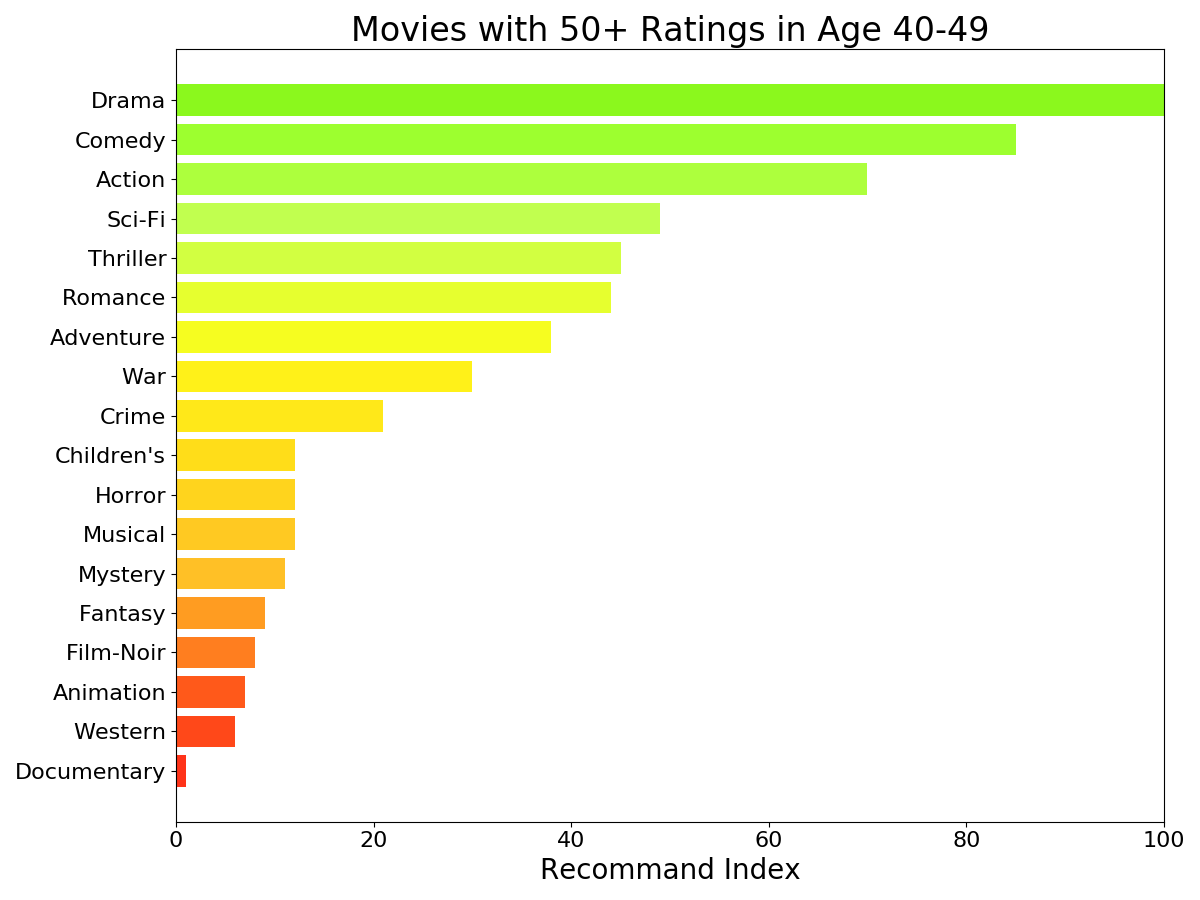 Movies with 50+ Ratings in Age 40-49
Drama
Comedy
Action
Sci-Fi
Thriller
Romance
Adventure
War
Crime
Children's
Horror
Musical
Mystery
Fantasy
Film-Noir
Animation
Western
Documentary
0 20 40 60 80 100
Recommand Index